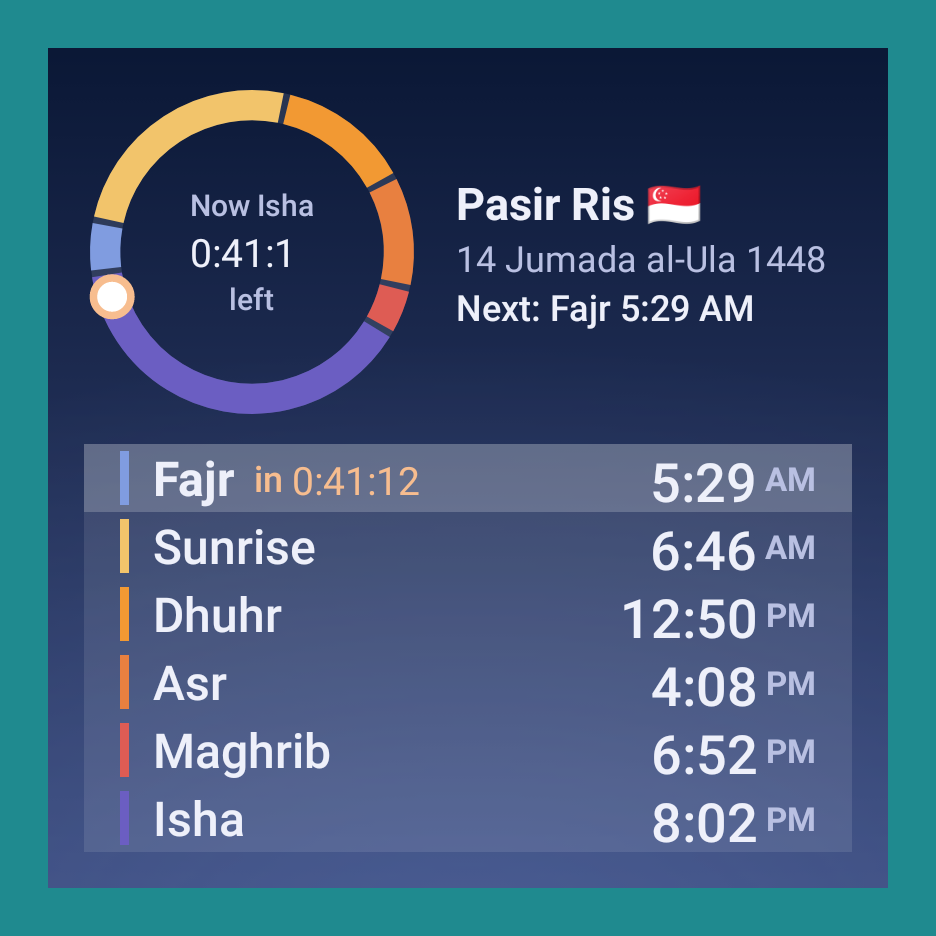 Now Isha
0:41:1
left
Pasir Ris 🇸🇬
14 Jumada al-Ula 1448
Next: Fajr 5:29 AM
Fajr in 0:41:12 5:29 AM
Sunrise 6:46 AM
Dhuhr 12:50 PM
Asr 4:08 PM
Maghrib 6:52 PM
Isha 8:02 PM